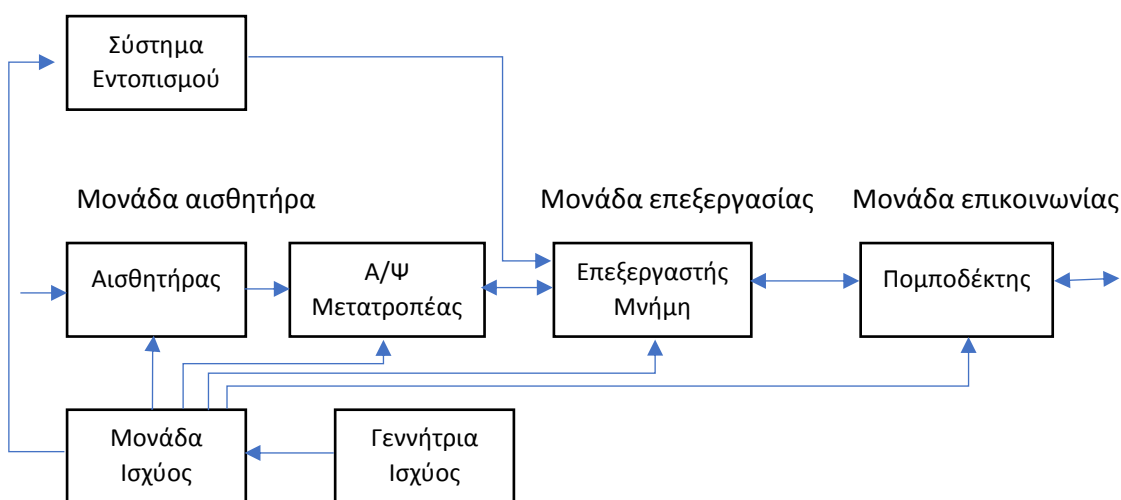 Σύστημα
Εντοπισμού
Μονάδα αισθητήρα
Μονάδα επεξεργασίας
Μονάδα επικοινωνίας
Αισθητήρας
Α/Ψ
Μετατροπέας
Επεξεργαστής
Μνήμη
Πομποδέκτης
Μονάδα
Ισχύος
Γεννήτρια
Ισχύος